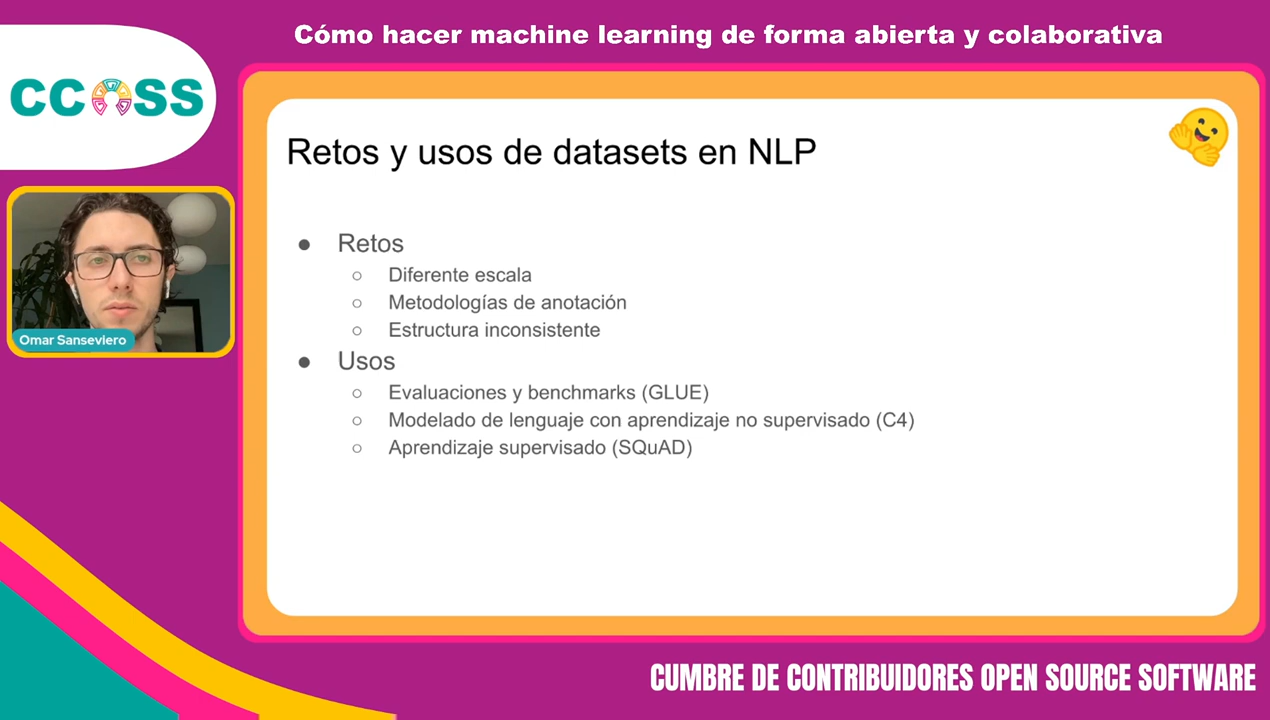 Cómo hacer machine learning de forma abierta y colaborativa
CCOSS
Omar Sanseviero
Retos y usos de datasets en NLP
● Retos
○ Diferente escala
○ Metodologías de anotación
○ Estructura inconsistente
● Usos
○ Evaluaciones y benchmarks (GLUE)
○ Modelado de lenguaje con aprendizaje no supervisado (C4)
○ Aprendizaje supervisado (SQuAD)
CUMBRE DE CONTRIBUIDORES OPEN SOURCE SOFTWARE